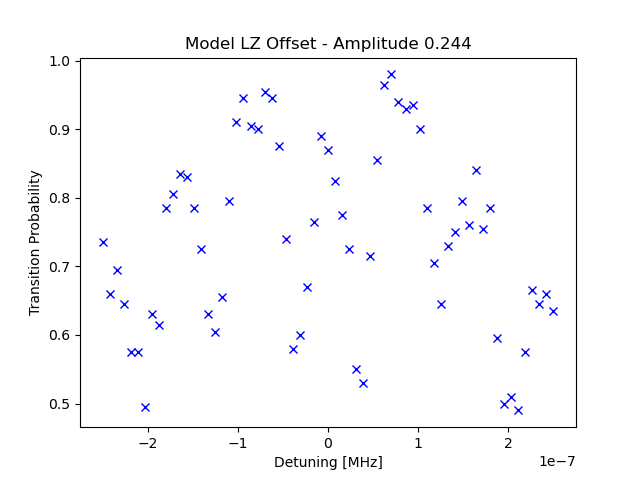 Model LZ Offset - Amplitude 0.244
1.0
0.9
0.8
0.7
0.6
0.5
Transition Probability
−2
−1
0
1
2
1e−7
Detuning [MHz]